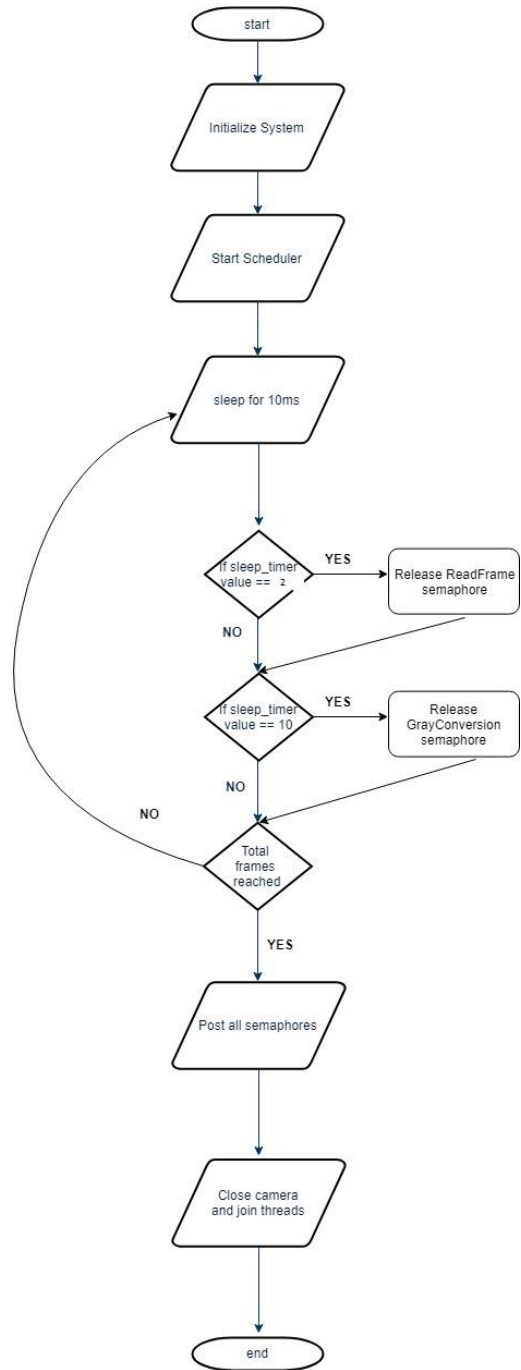 start
Initialize System
Start Scheduler
sleep for 10ms
If sleep_timer
value == 2
YES
Release ReadFrame
semaphore
NO
If sleep_timer
value == 10
YES
Release
GrayConversion
semaphore
NO
NO
Total
frames
reached
YES
Post all semaphores
Close camera
and join threads
end